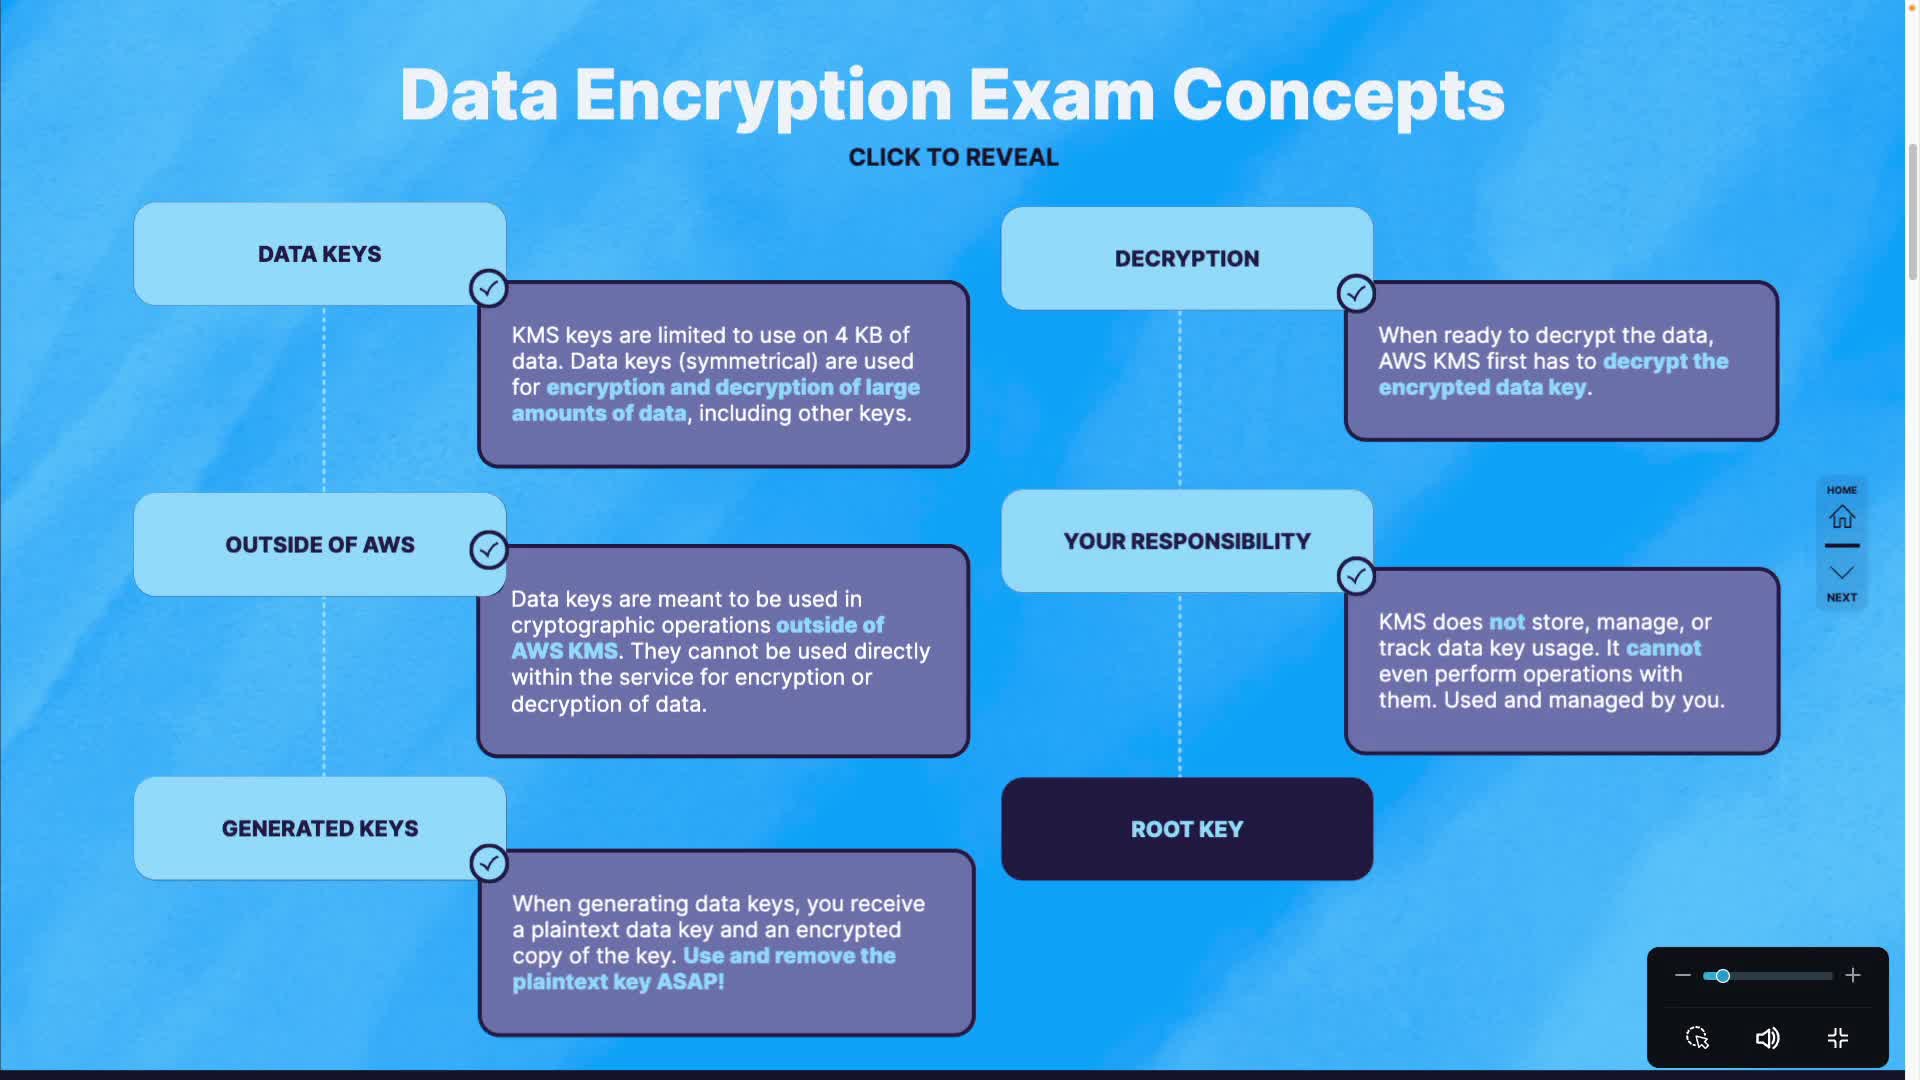 Data Encryption Exam Concepts
CLICK TO REVEAL
DATA KEYS
KMS keys are limited to use on 4 KB of
data. Data keys (symmetrical) are used
for encryption and decryption of large
amounts of data, including other keys.
OUTSIDE OF AWS
Data keys are meant to be used in
cryptographic operations outside of
AWS KMS. They cannot be used directly
within the service for encryption or
decryption of data.
GENERATED KEYS
When generating data keys, you receive
a plaintext data key and an encrypted
copy of the key. Use and remove the
plaintext key ASAP!
DECRYPTION
When ready to decrypt the data,
AWS KMS first has to decrypt the
encrypted data key.
YOUR RESPONSIBILITY
KMS does not store, manage, or
track data key usage. It cannot
even perform operations with
them. Used and managed by you.
ROOT KEY
HOME
NEXT